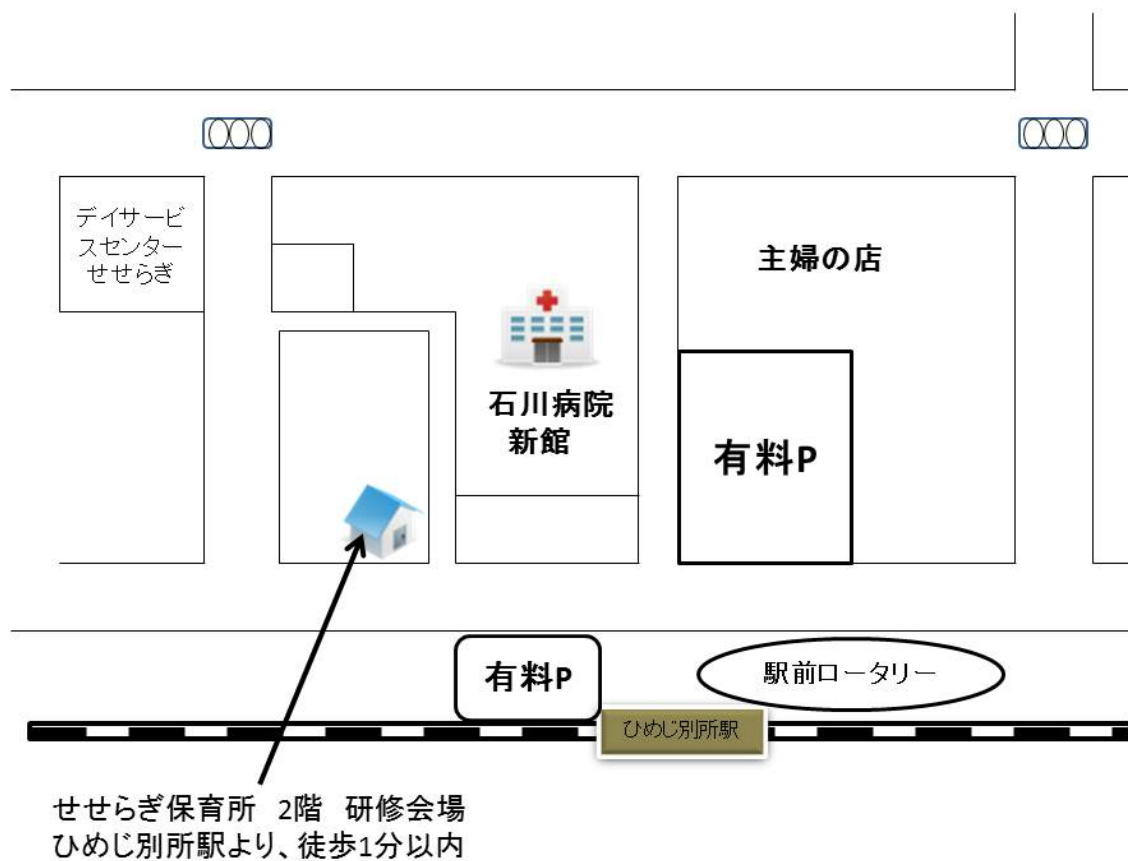 デイサービ
スセンター
せせらぎ
主婦の店
石川病院
新館
有料P
有料P
駅前ロータリー
ひめじ別所駅
せせらぎ保育所 2階 研修会場
ひめじ別所駅より、徒歩1分以内